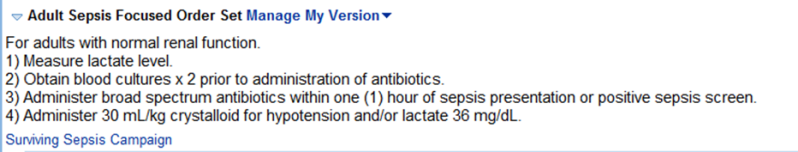 Adult Sepsis Focused Order Set Manage My Version
For adults with normal renal function.
1) Measure lactate level.
2) Obtain blood cultures x 2 prior to administration of antibiotics.
3) Administer broad spectrum antibiotics within one (1) hour of sepsis presentation or positive sepsis screen.
4) Administer 30 mL/kg crystalloid for hypotension and/or lactate 36 mg/dL.
Surviving Sepsis Campaign